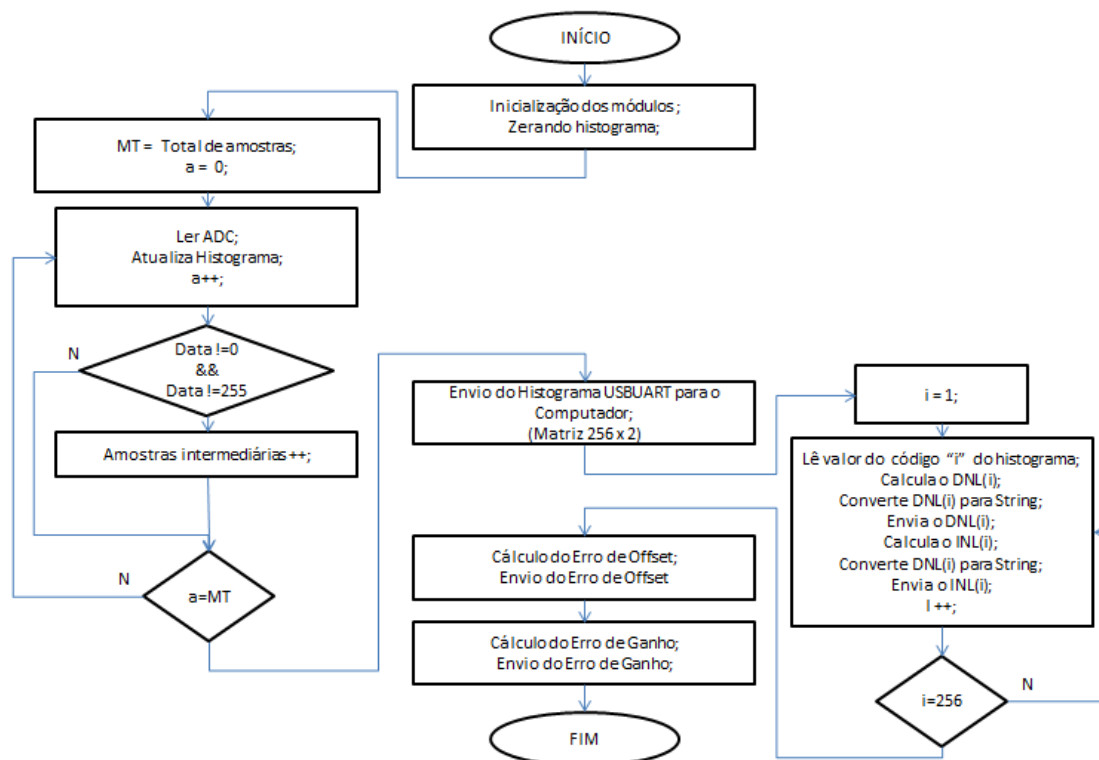 INÍCIO
Inicialização dos módulos ;
Zerando histograma;
MT = Total de amostras;
a = 0;
Ler ADC;
Atualiza Histograma;
a++;
Data !=0
&&
Data !=255
N
Amostras intermediárias ++;
a=MT
N
Envio do Histograma USBUART para o
Computador;
(Matriz 256 x 2)
i = 1;
Lê valor do código "i" do histograma;
Calcula o DNL(i);
Converte DNL(i) para String;
Envia o DNL(i);
Calcula o INL(i);
Converte DNL(i) para String;
Envia o INL(i);
I ++;
i=256
N
Cálculo do Erro de Offset;
Envio do Erro de Offset
Cálculo do Erro de Ganho;
Envio do Erro de Ganho;
FIM